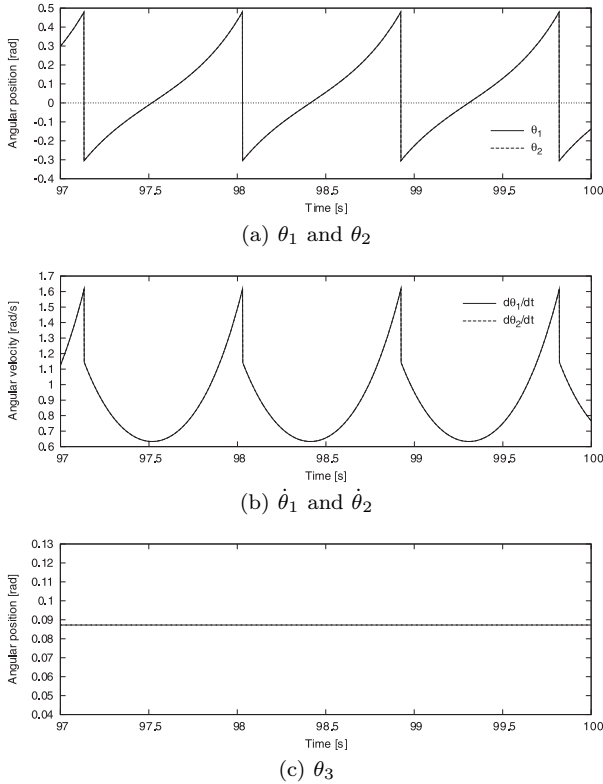 0.5
0.4
0.3
0.2
0.1
0
-0.1
-0.2
-0.3
-0.4
Angular position [rad]
θ1
θ2
97 97.5 98 98.5 99 99.5 100
Time [s]
(a) θ1 and θ2
1.7
1.6
1.5
1.4
1.3
1.2
1.1
1
0.9
0.8
0.7
0.6
Angular velocity [rad/s]
dθ1/dt
dθ2/dt
97 97.5 98 98.5 99 99.5 100
Time [s]
(b) θ̇1 and θ̇2
0.13
0.12
0.11
0.1
0.09
0.08
0.07
0.06
0.05
0.04
Angular position [rad]
97 97.5 98 98.5 99 99.5 100
Time [s]
(c) θ3